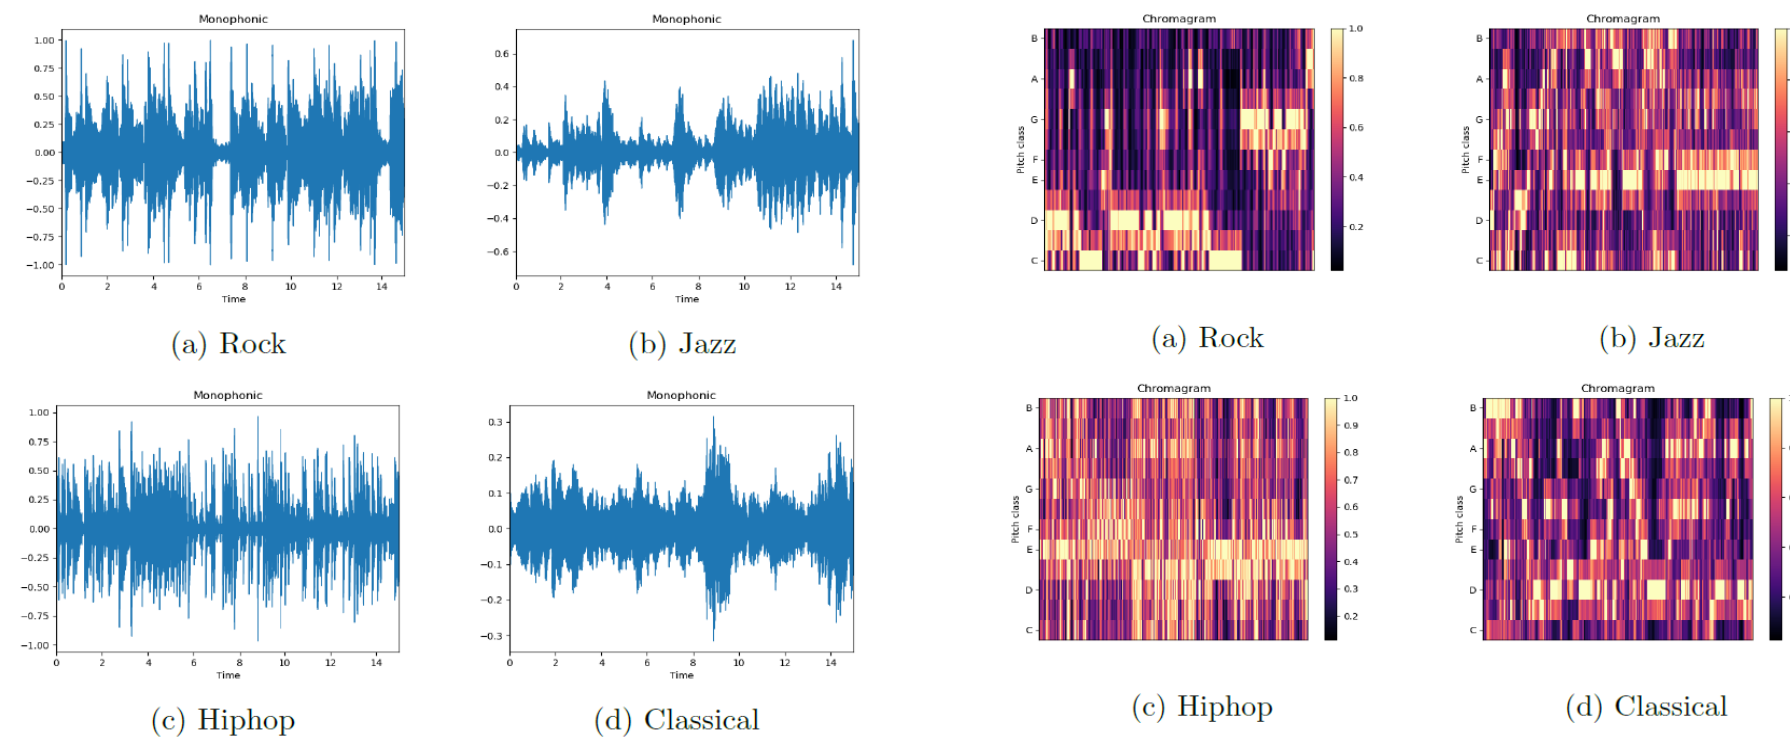 Monophonic
1.00
0.75
0.50
0.25
0.00
−0.25
−0.50
−0.75
−1.00
0 2 4 6 8 10 12 14
Time
(a) Rock
Monophonic
0.6
0.4
0.2
0.0
−0.2
−0.4
−0.6
0 2 4 6 8 10 12 14
Time
(b) Jazz
Monophonic
1.00
0.75
0.50
0.25
0.00
−0.25
−0.50
−0.75
−1.00
0 2 4 6 8 10 12 14
Time
(c) Hiphop
Monophonic
0.3
0.2
0.1
0.0
−0.1
−0.2
−0.3
0 2 4 6 8 10 12 14
Time
(d) Classical
Chromagram
Pitch class
B
A
G
F
E
D
C
1.0
0.8
0.6
0.4
0.2
(a) Rock
Chromagram
Pitch class
B
A
G
F
E
D
C
(b) Jazz
Chromagram
Pitch class
B
A
G
F
E
D
C
1.0
0.9
0.8
0.7
0.6
0.5
0.4
0.3
0.2
(c) Hiphop
Chromagram
Pitch class
B
A
G
F
E
D
C
(d) Classical